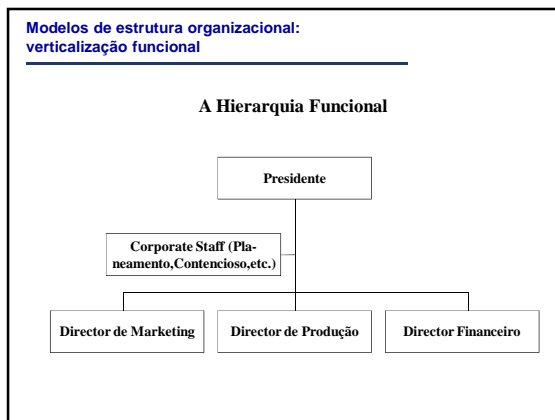 Modelos de estrutura organizacional:
verticalização funcional
A Hierarquia Funcional
Presidente
Corporate Staff (Pla-
neamento,Contencioso,etc.)
Director de Marketing
Director de Produção
Director Financeiro